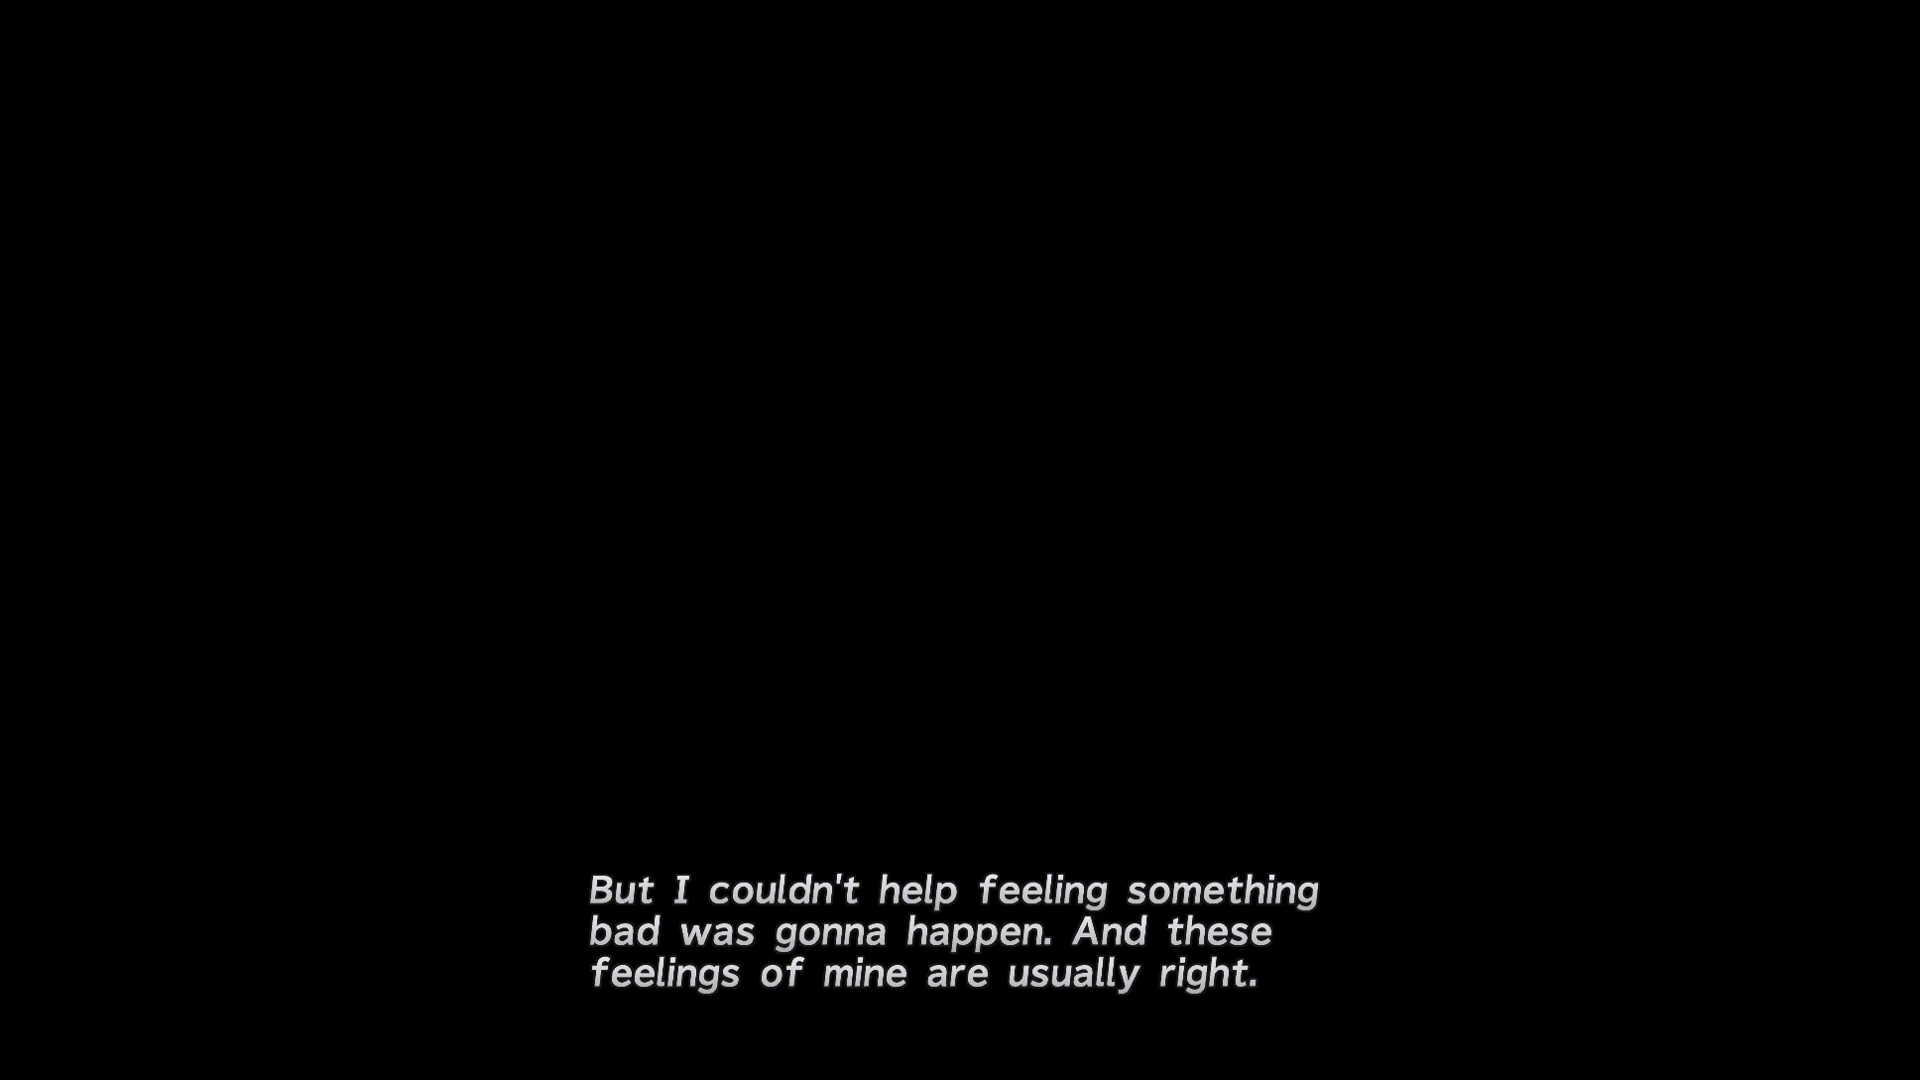 But I couldn't help feeling something
bad was gonna happen. And these
feelings of mine are usually right.